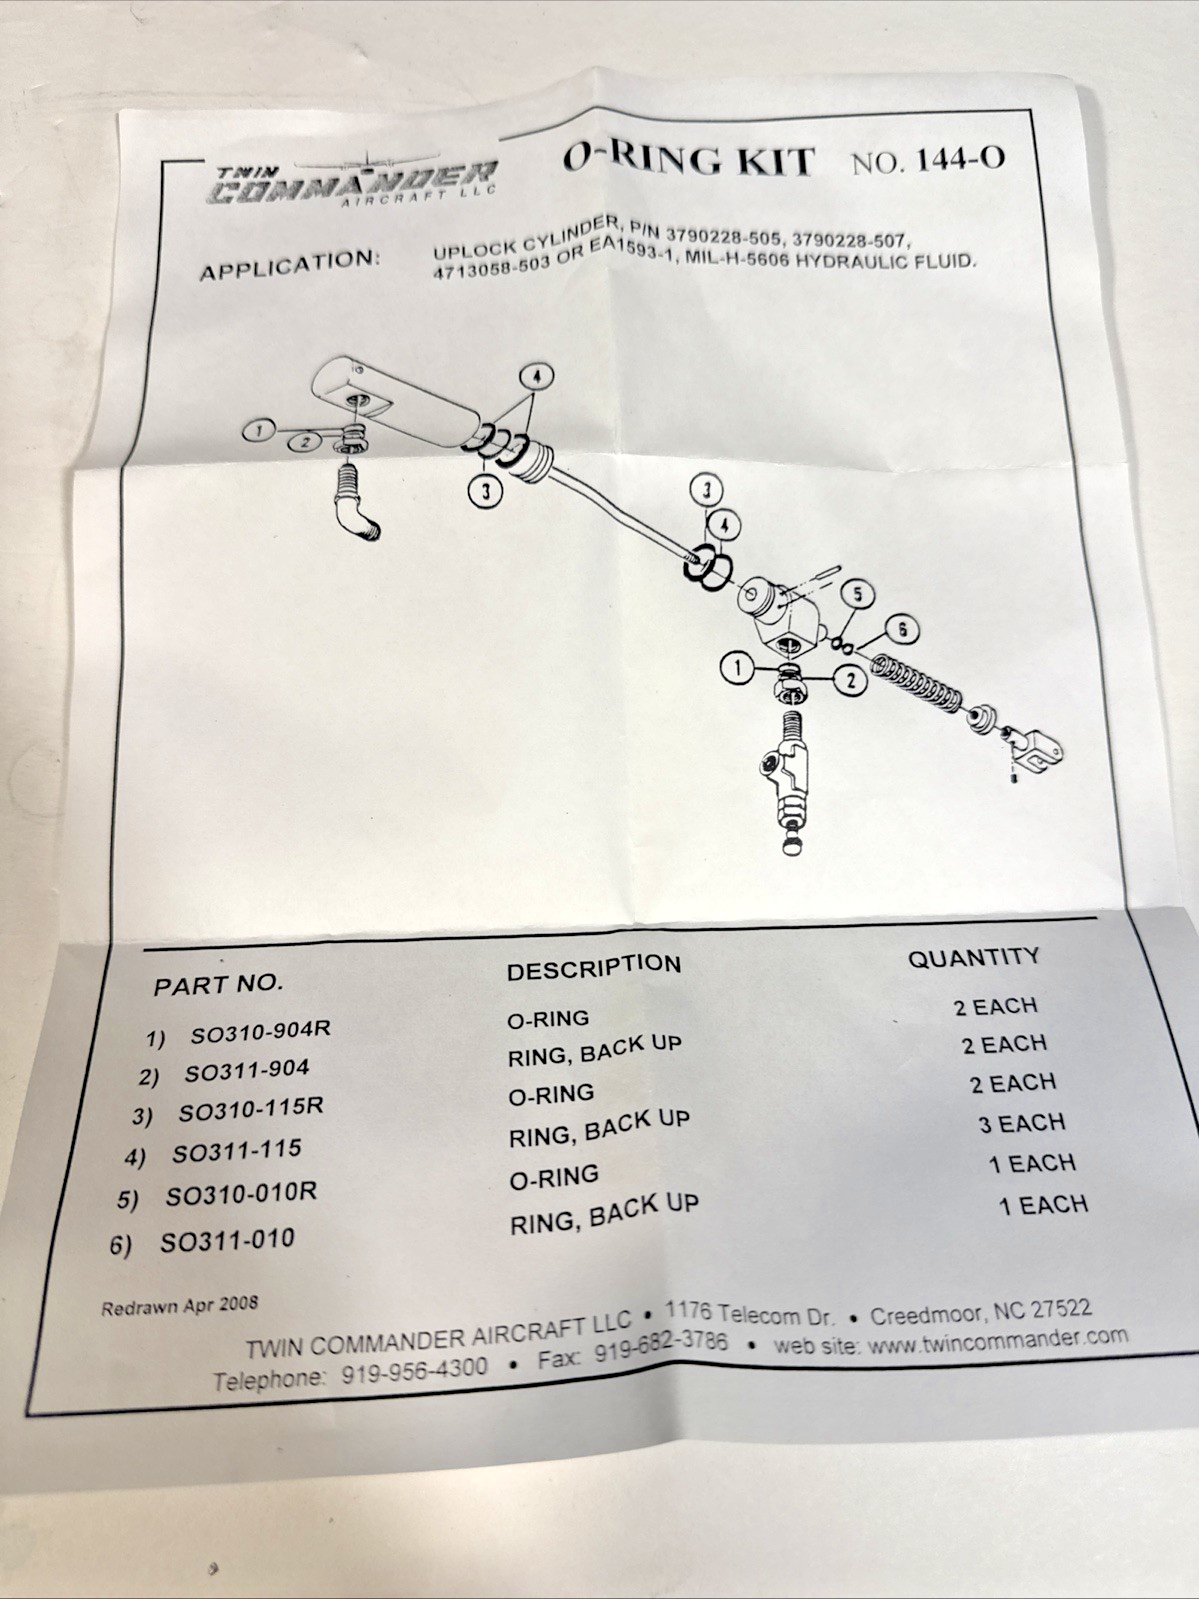 TWIN
COMMANDER
AIRCRAFT LLC
O-RING KIT NO. 144-O
APPLICATION: UPLOCK CYLINDER, P/N 3790228-505, 3790228-507,
4713058-503 OR EA1593-1, MIL-H-5606 HYDRAULIC FLUID.
4
1
2
3
3
4
5
6
1
2
PART NO. DESCRIPTION QUANTITY
1) SO310-904R O-RING 2 EACH
2) SO311-904 RING, BACK UP 2 EACH
3) SO310-115R O-RING 2 EACH
4) SO311-115 RING, BACK UP 3 EACH
5) SO310-010R O-RING 1 EACH
6) SO311-010 RING, BACK UP 1 EACH
Redrawn Apr 2008
TWIN COMMANDER AIRCRAFT LLC • 1176 Telecom Dr. • Creedmoor, NC 27522
Telephone: 919-956-4300 • Fax: 919-682-3786 • web site: www.twincommander.com